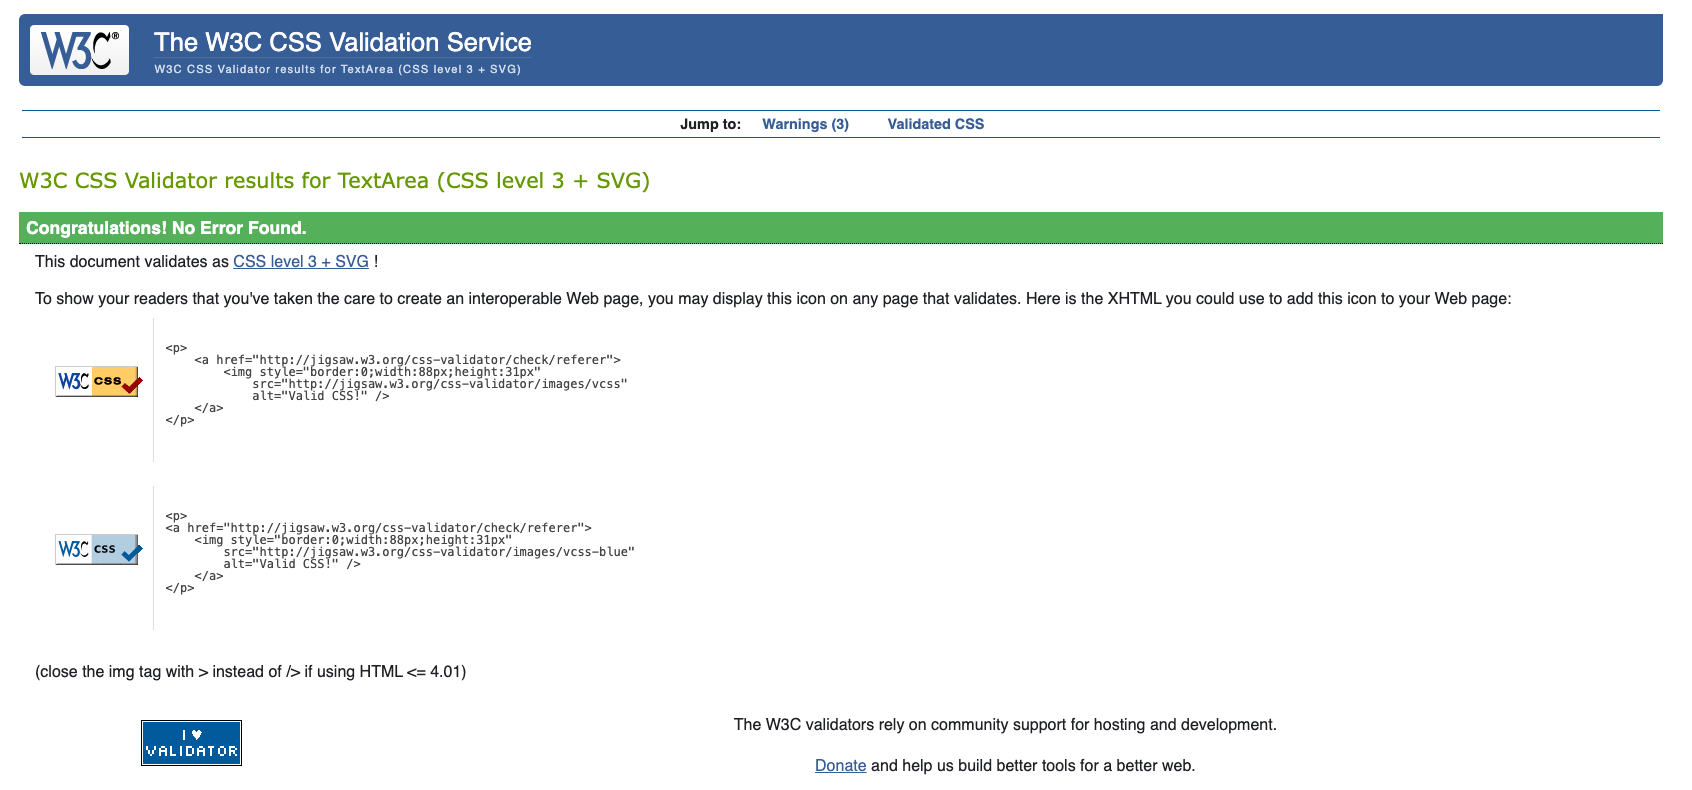 W3C®
The W3C CSS Validation Service
W3C CSS Validator results for TextArea (CSS level 3 + SVG)
Jump to: Warnings (3) Validated CSS
W3C CSS Validator results for TextArea (CSS level 3 + SVG)
Congratulations! No Error Found.
This document validates as CSS level 3 + SVG !
To show your readers that you've taken the care to create an interoperable Web page, you may display this icon on any page that validates. Here is the XHTML you could use to add this icon to your Web page:
W3C css
<p>
    <a href="http://jigsaw.w3.org/css-validator/check/referer">
        <img style="border:0;width:88px;height:31px"
            src="http://jigsaw.w3.org/css-validator/images/vcss"
            alt="Valid CSS!" />
    </a>
</p>
W3C css
<p>
<a href="http://jigsaw.w3.org/css-validator/check/referer">
    <img style="border:0;width:88px;height:31px"
        src="http://jigsaw.w3.org/css-validator/images/vcss-blue"
        alt="Valid CSS!" />
    </a>
</p>
(close the img tag with > instead of /> if using HTML <= 4.01)
I ♥
VALIDATOR
The W3C validators rely on community support for hosting and development.
Donate and help us build better tools for a better web.